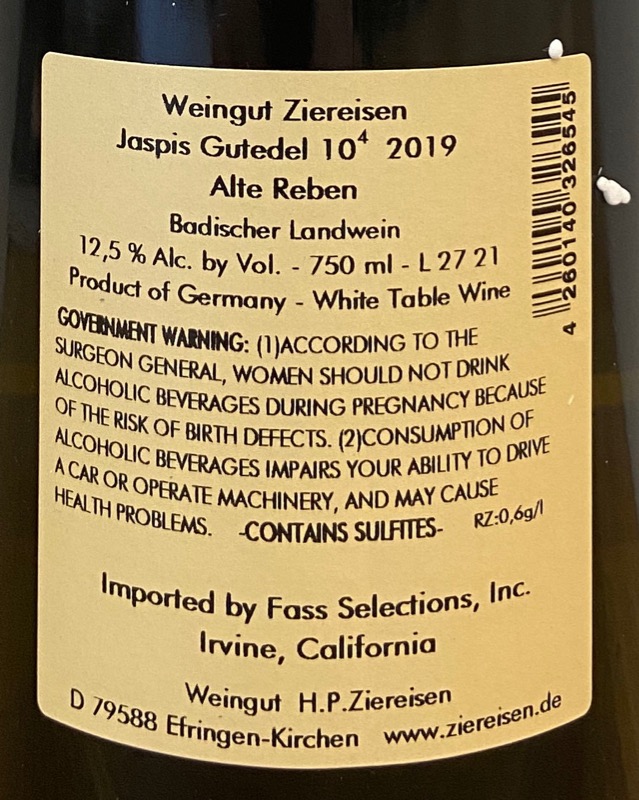 Weingut Ziereisen
Jaspis Gutedel 10⁴ 2019
Alte Reben
Badischer Landwein
12,5 % Alc. by Vol. - 750 ml - L 27 21
Product of Germany - White Table Wine
GOVERNMENT WARNING: (1)ACCORDING TO THE
SURGEON GENERAL, WOMEN SHOULD NOT DRINK
ALCOHOLIC BEVERAGES DURING PREGNANCY BECAUSE
OF THE RISK OF BIRTH DEFECTS. (2)CONSUMPTION OF
ALCOHOLIC BEVERAGES IMPAIRS YOUR ABILITY TO DRIVE
A CAR OR OPERATE MACHINERY, AND MAY CAUSE
HEALTH PROBLEMS. -CONTAINS SULFITES- RZ:0,6g/l
Imported by Fass Selections, Inc.
Irvine, California
Weingut H.P.Ziereisen
D 79588 Efringen-Kirchen www.ziereisen.de
4 260140 326545